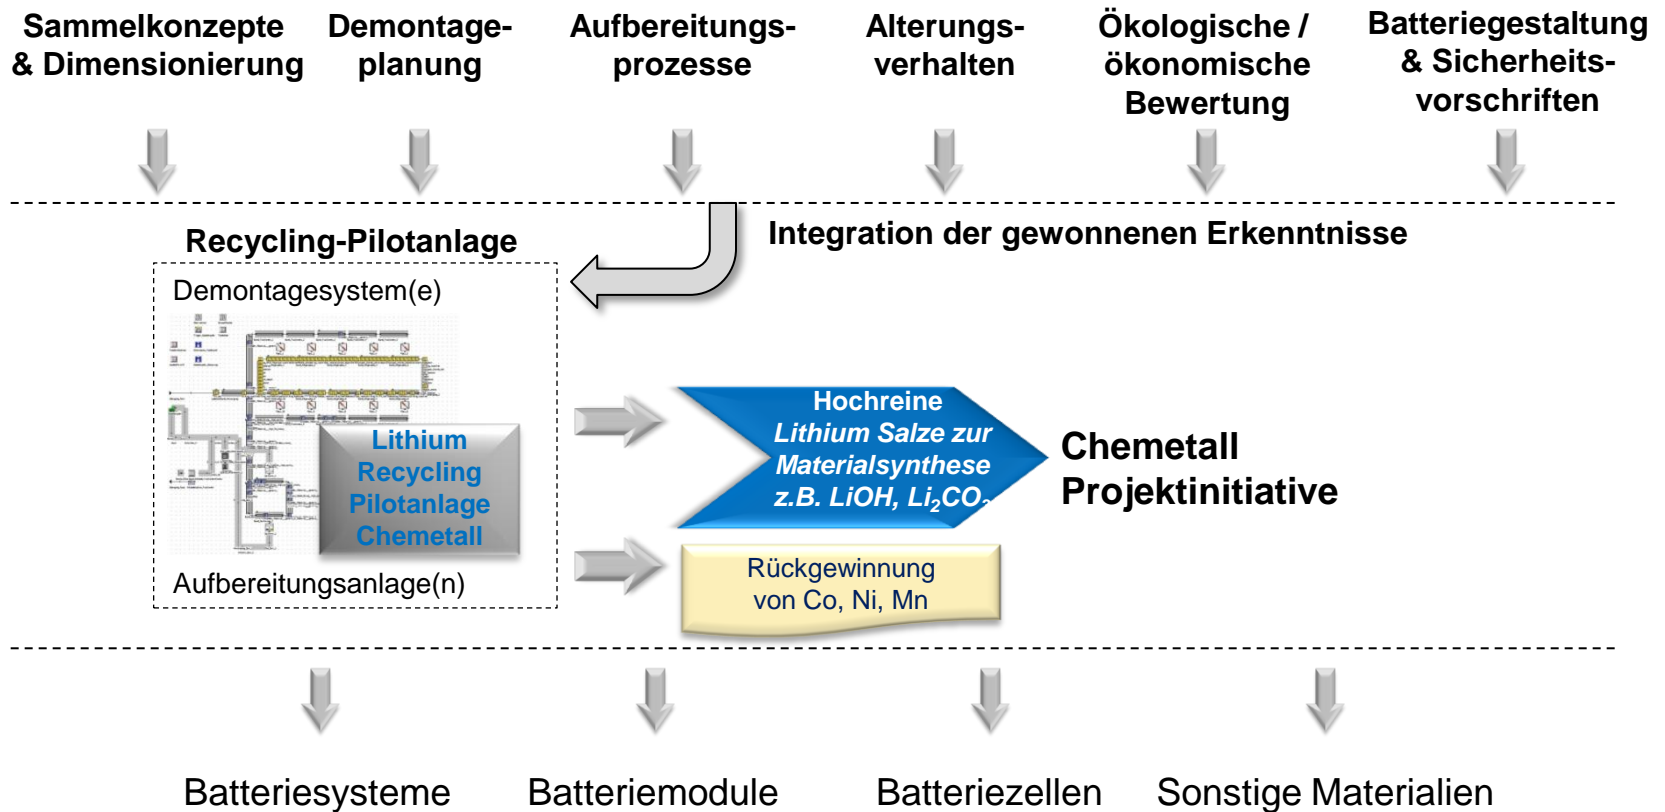 Sammelkonzepte
& Dimensionierung
Demontage-
planung
Aufbereitungs-
prozesse
Alterungs-
verhalten
Ökologische /
ökonomische
Bewertung
Batteriegestaltung
& Sicherheits-
vorschriften
Integration der gewonnenen Erkenntnisse
Recycling-Pilotanlage
Demontagesystem(e)
Lithium
Recycling
Pilotanlage
Chemetall
Aufbereitungsanlage(n)
Hochreine
Lithium Salze zur
Materialsynthese
z.B. LiOH, Li₂CO₃
Chemetall
Projektinitiative
Rückgewinnung
von Co, Ni, Mn
Batteriesysteme
Batteriemodule
Batteriezellen
Sonstige Materialien